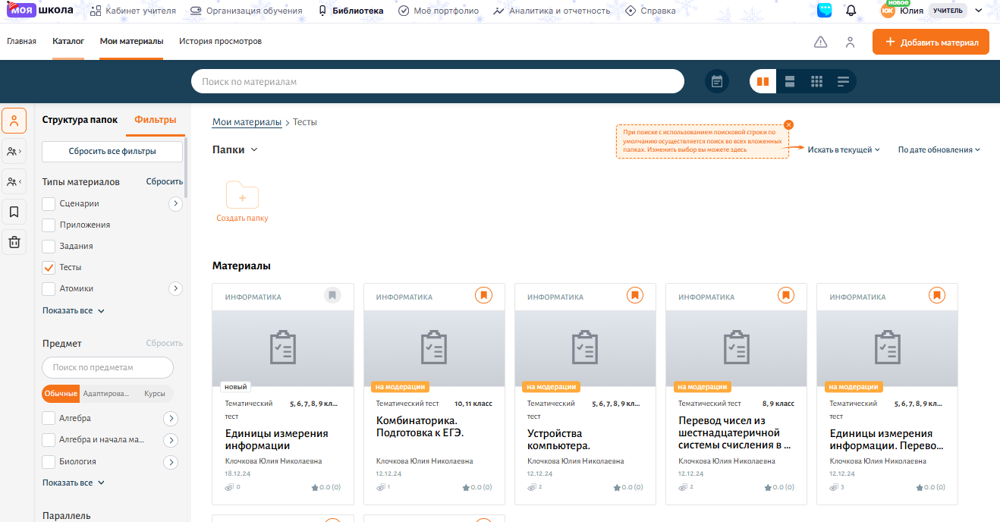 моя школа
Кабинет учителя
Организация обучения
Библиотека
Моё портфолио
Аналитика и отчетность
Справка
новое
ЮК Юлия УЧИТЕЛЬ
Главная
Каталог
Мои материалы
История просмотров
+ Добавить материал
Поиск по материалам
Структура папок
Фильтры
Сбросить все фильтры
Типы материалов Сбросить
Сценарии
Приложения
Задания
Тесты
Атомики
Показать все
Предмет Сбросить
Поиск по предметам
Обычные Адаптирова... Курсы
Алгебра
Алгебра и начала ма...
Биология
Показать все
Параллель
Мои материалы > Тесты
Папки
При поиске с использованием поисковой строки по
умолчанию осуществляется поиск во всех вложенных
папках. Изменить выбор вы можете здесь
Искать в текущей
По дате обновления
Создать папку
Материалы
ИНФОРМАТИКА
новый
Тематический тест 5, 6, 7, 8, 9 кл...
Единицы измерения
информации
Клочкова Юлия Николаевна
18.12.24
0 0.0 (0)
ИНФОРМАТИКА
на модерации
Тематический тест 10, 11 класс
Комбинаторика.
Подготовка к ЕГЭ.
Клочкова Юлия Николаевна
12.12.24
1 0.0 (0)
ИНФОРМАТИКА
на модерации
Тематический тест 5, 6, 7, 8, 9 кл...
Устройства
компьютера.
Клочкова Юлия Николаевна
12.12.24
2 0.0 (0)
ИНФОРМАТИКА
на модерации
Тематический тест 8, 9 класс
Перевод чисел из
шестнадцатеричной
системы счисления в ...
Клочкова Юлия Николаевна
12.12.24
2 0.0 (0)
ИНФОРМАТИКА
на модерации
Тематический тест 5, 6, 7, 8, 9 кл...
Единицы измерения
информации. Перево...
Клочкова Юлия Николаевна
12.12.24
3 0.0 (0)